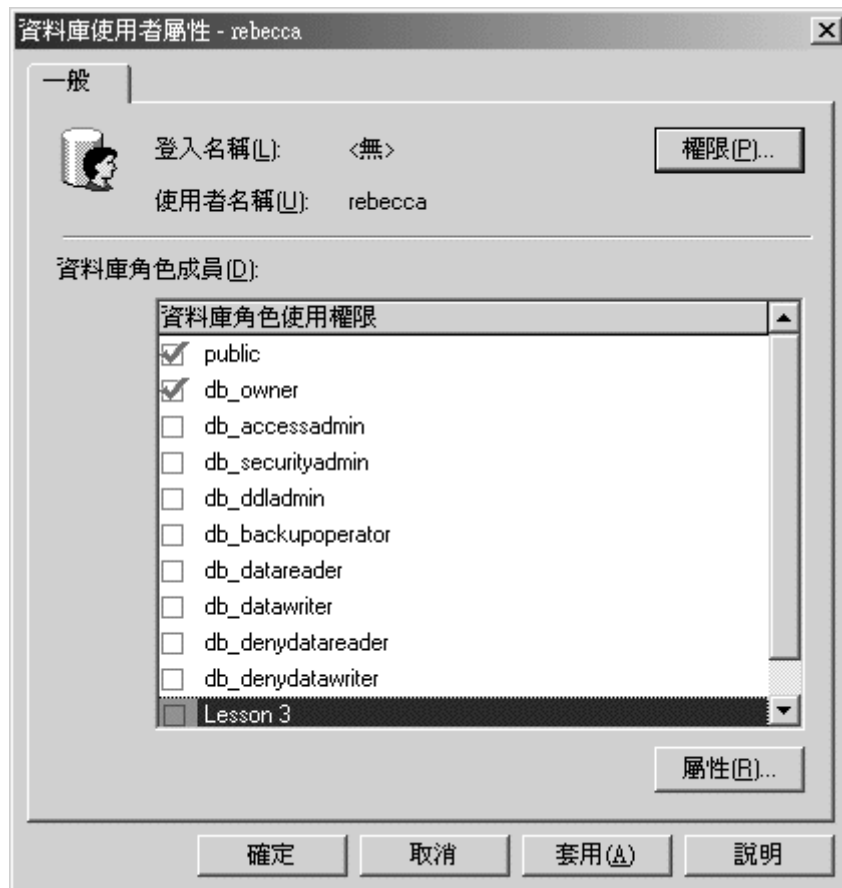 資料庫使用者屬性 - rebecca
一般
登入名稱(L): <無> 權限(P)...
使用者名稱(U): rebecca
資料庫角色成員(D):
資料庫角色使用權限
public
db_owner
db_accessadmin
db_securityadmin
db_ddladmin
db_backupoperator
db_datareader
db_datawriter
db_denydatareader
db_denydatawriter
Lesson 3
屬性(R)...
確定 取消 套用(A) 說明